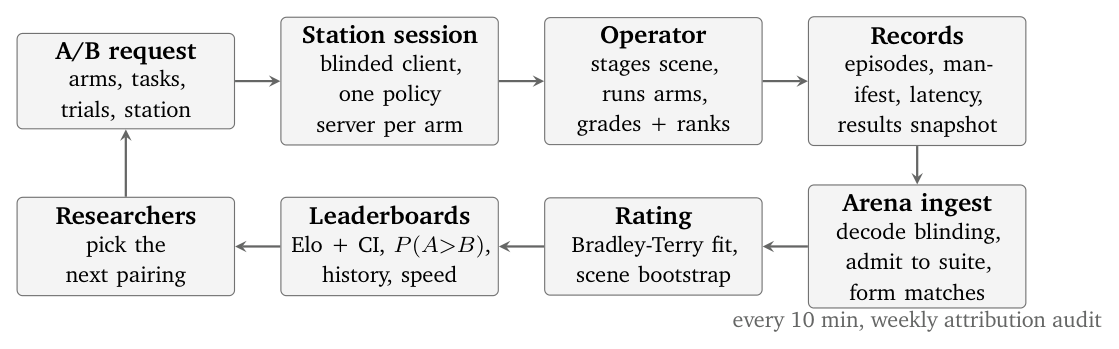 A/B request
arms, tasks,
trials, station
Station session
blinded client,
one policy
server per arm
Operator
stages scene,
runs arms,
grades + ranks
Records
episodes, man-
ifest, latency,
results snapshot
Researchers
pick the
next pairing
Leaderboards
Elo + CI, P(A>B),
history, speed
Rating
Bradley-Terry fit,
scene bootstrap
Arena ingest
decode blinding,
admit to suite,
form matches
every 10 min, weekly attribution audit